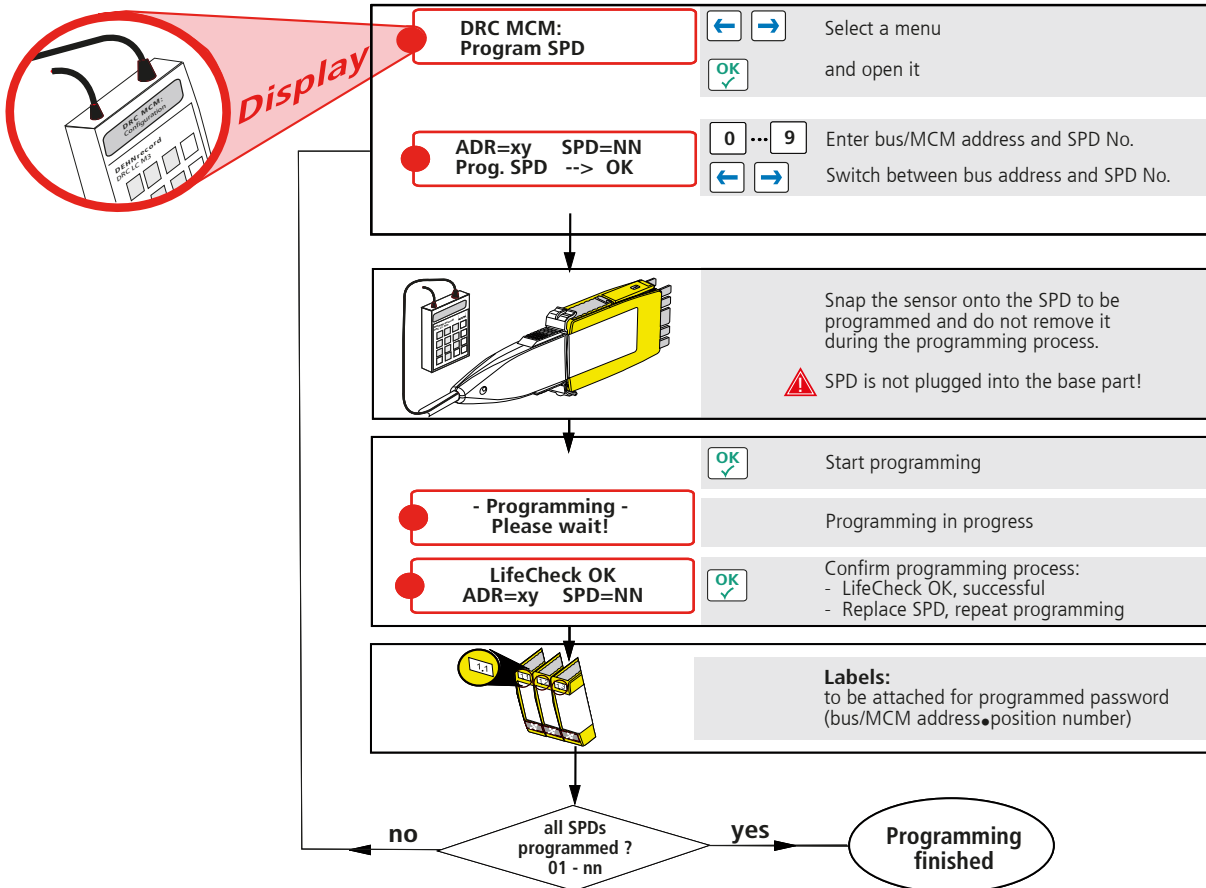 DRC MCM:
Configuration
DEHNrecord
DRC LC M3
Display
DRC MCM:
Program SPD
Select a menu
OK
and open it
ADR=xy SPD=NN
Prog. SPD --> OK
0 ... 9
Enter bus/MCM address and SPD No.
Switch between bus address and SPD No.
Snap the sensor onto the SPD to be
programmed and do not remove it
during the programming process.
SPD is not plugged into the base part!
OK
Start programming
- Programming -
Please wait!
Programming in progress
LifeCheck OK
ADR=xy SPD=NN
OK
Confirm programming process:
- LifeCheck OK, successful
- Replace SPD, repeat programming
1.1
Labels:
to be attached for programmed password
(bus/MCM address●position number)
no
all SPDs
programmed ?
01 - nn
yes
Programming
finished